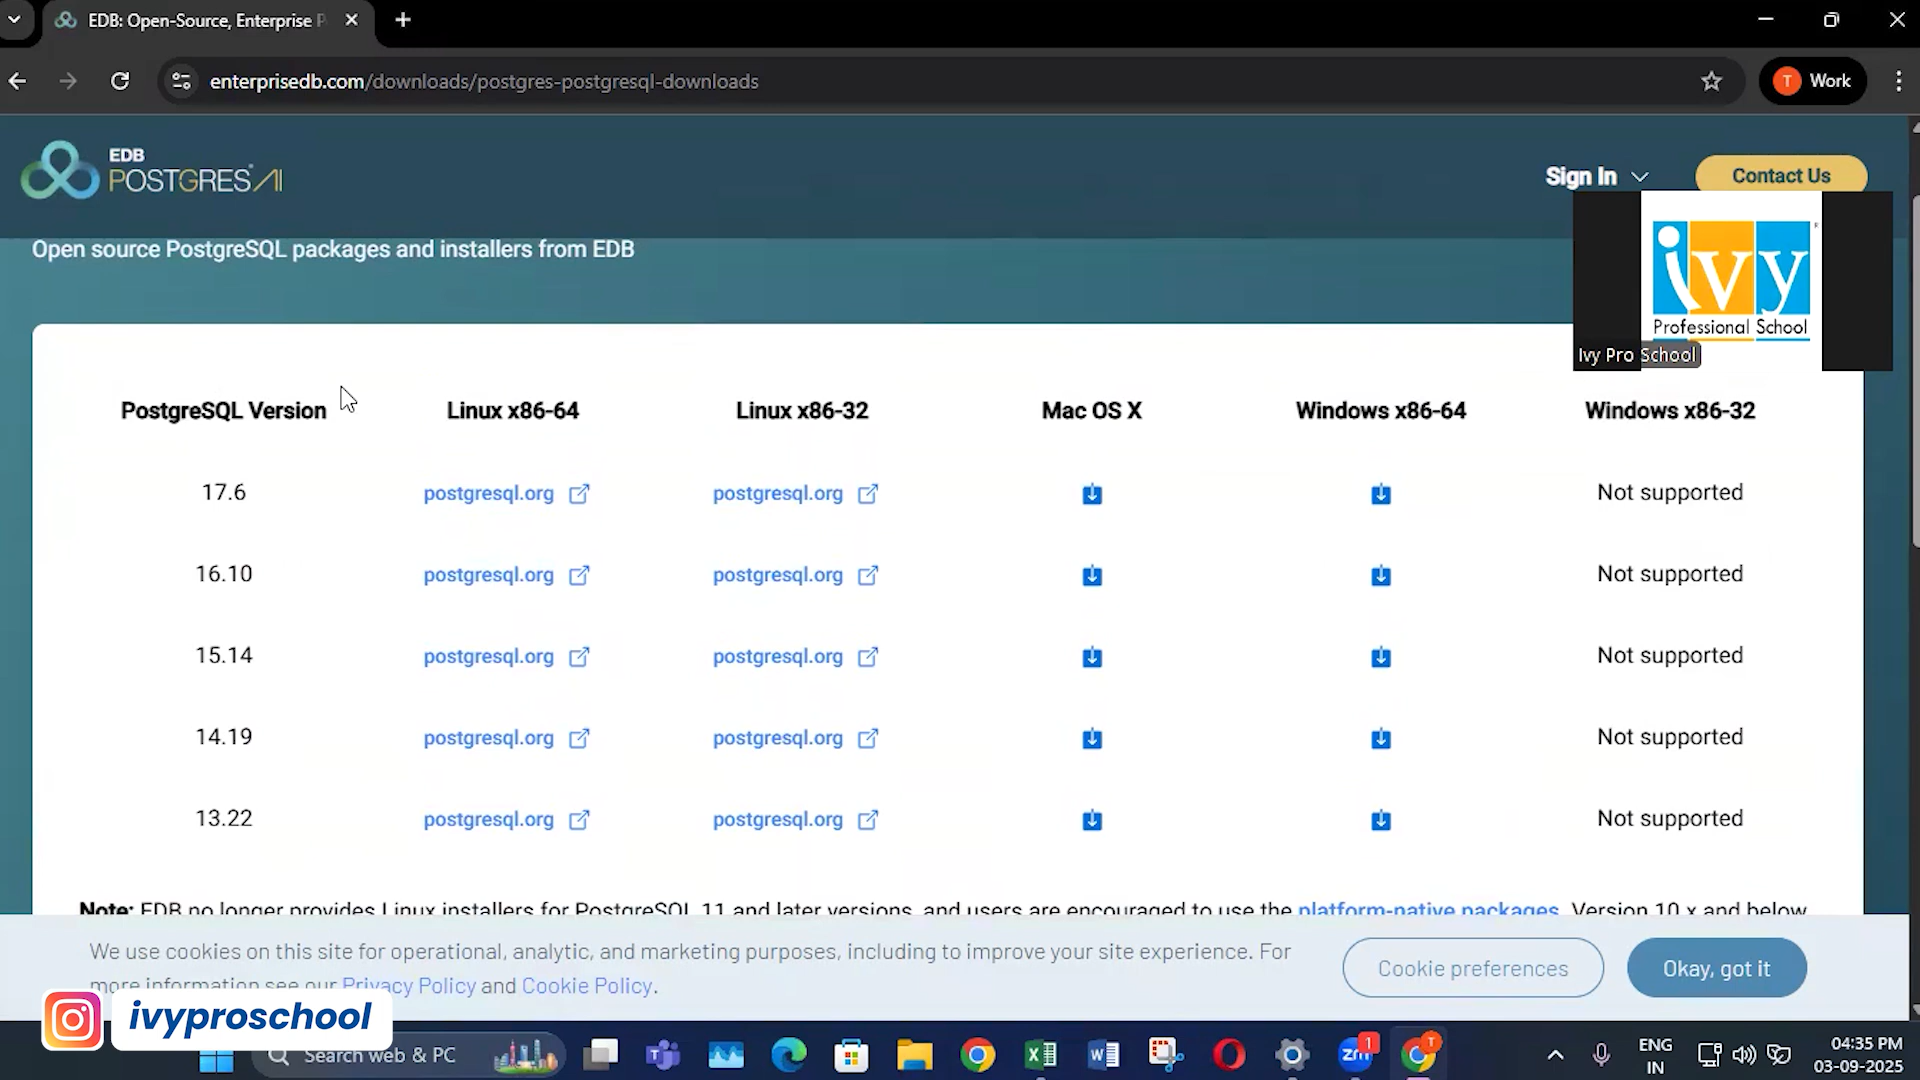 EDB: Open-Source, Enterprise P
enterprisedb.com/downloads/postgres-postgresql-downloads
T Work
EDB
POSTGRES AI
Sign In
Contact Us
Open source PostgreSQL packages and installers from EDB
ivy
Professional School
Ivy Pro School
PostgreSQL Version Linux x86-64 Linux x86-32 Mac OS X Windows x86-64 Windows x86-32
17.6 postgresql.org postgresql.org Not supported
16.10 postgresql.org postgresql.org Not supported
15.14 postgresql.org postgresql.org Not supported
14.19 postgresql.org postgresql.org Not supported
13.22 postgresql.org postgresql.org Not supported
Note: EDB no longer provides Linux installers for PostgreSQL 11 and later versions, and users are encouraged to use the platform-native packages. Version 10.x and below
We use cookies on this site for operational, analytic, and marketing purposes, including to improve your site experience. For
more information see our Privacy Policy and Cookie Policy.
Cookie preferences
Okay, got it
ivyproschool
Search web & PC
zm
1
T
ENG
IN
04:35 PM
03-09-2025